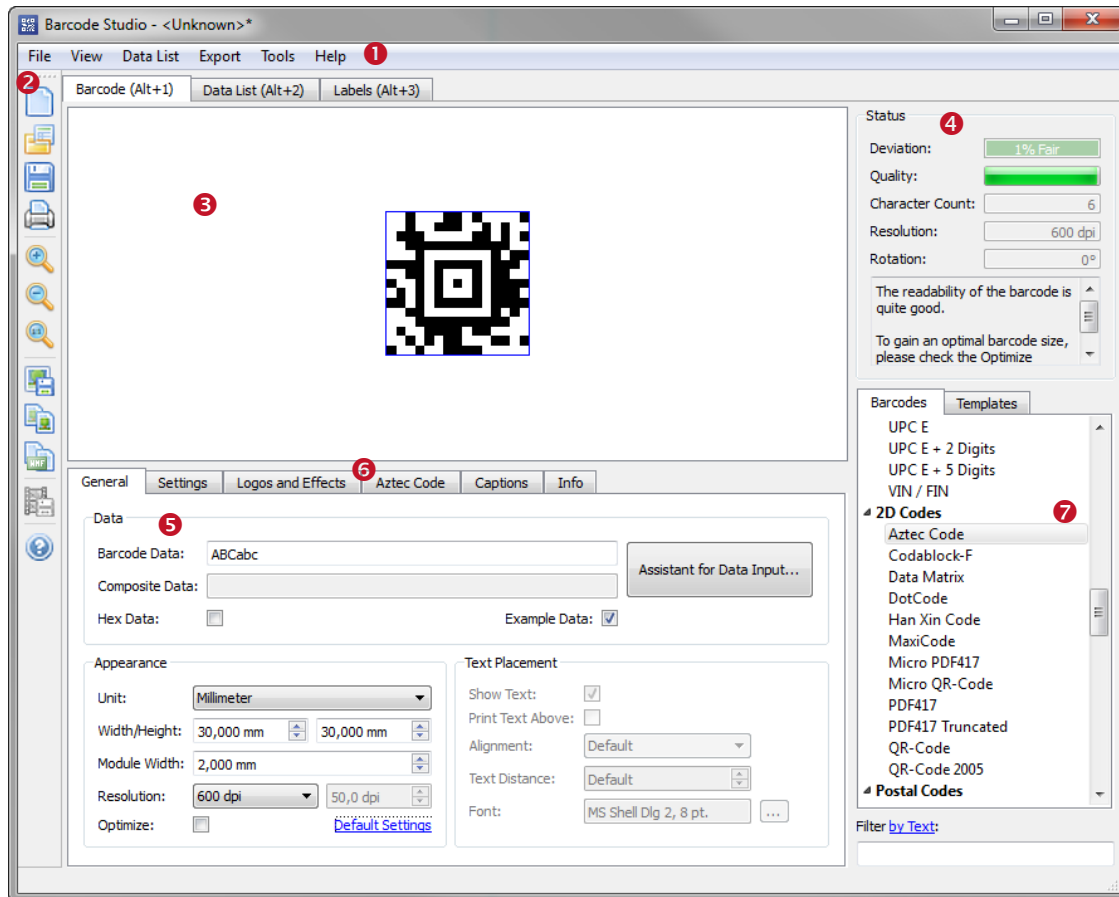 Barcode Studio - <Unknown>*
File View Data List Export Tools Help 1
2
Barcode (Alt+1) Data List (Alt+2) Labels (Alt+3)
3
Status 4
Deviation: 1% Fair
Quality:
Character Count: 6
Resolution: 600 dpi
Rotation: 0°
The readability of the barcode is
quite good.
To gain an optimal barcode size,
please check the Optimize
Barcodes Templates
UPC E
UPC E + 2 Digits
UPC E + 5 Digits
VIN / FIN
2D Codes 7
Aztec Code
Codablock-F
Data Matrix
DotCode
Han Xin Code
MaxiCode
Micro PDF417
Micro QR-Code
PDF417
PDF417 Truncated
QR-Code
QR-Code 2005
Postal Codes
Filter by Text:
6
General Settings Logos and Effects Aztec Code Captions Info
Data 5
Barcode Data: ABCabc
Assistant for Data Input...
Composite Data:
Hex Data: Example Data:
Appearance
Unit: Millimeter
Width/Height: 30,000 mm 30,000 mm
Module Width: 2,000 mm
Resolution: 600 dpi 50,0 dpi
Optimize: Default Settings
Text Placement
Show Text:
Print Text Above:
Alignment: Default
Text Distance: Default
Font: MS Shell Dlg 2, 8 pt. ...